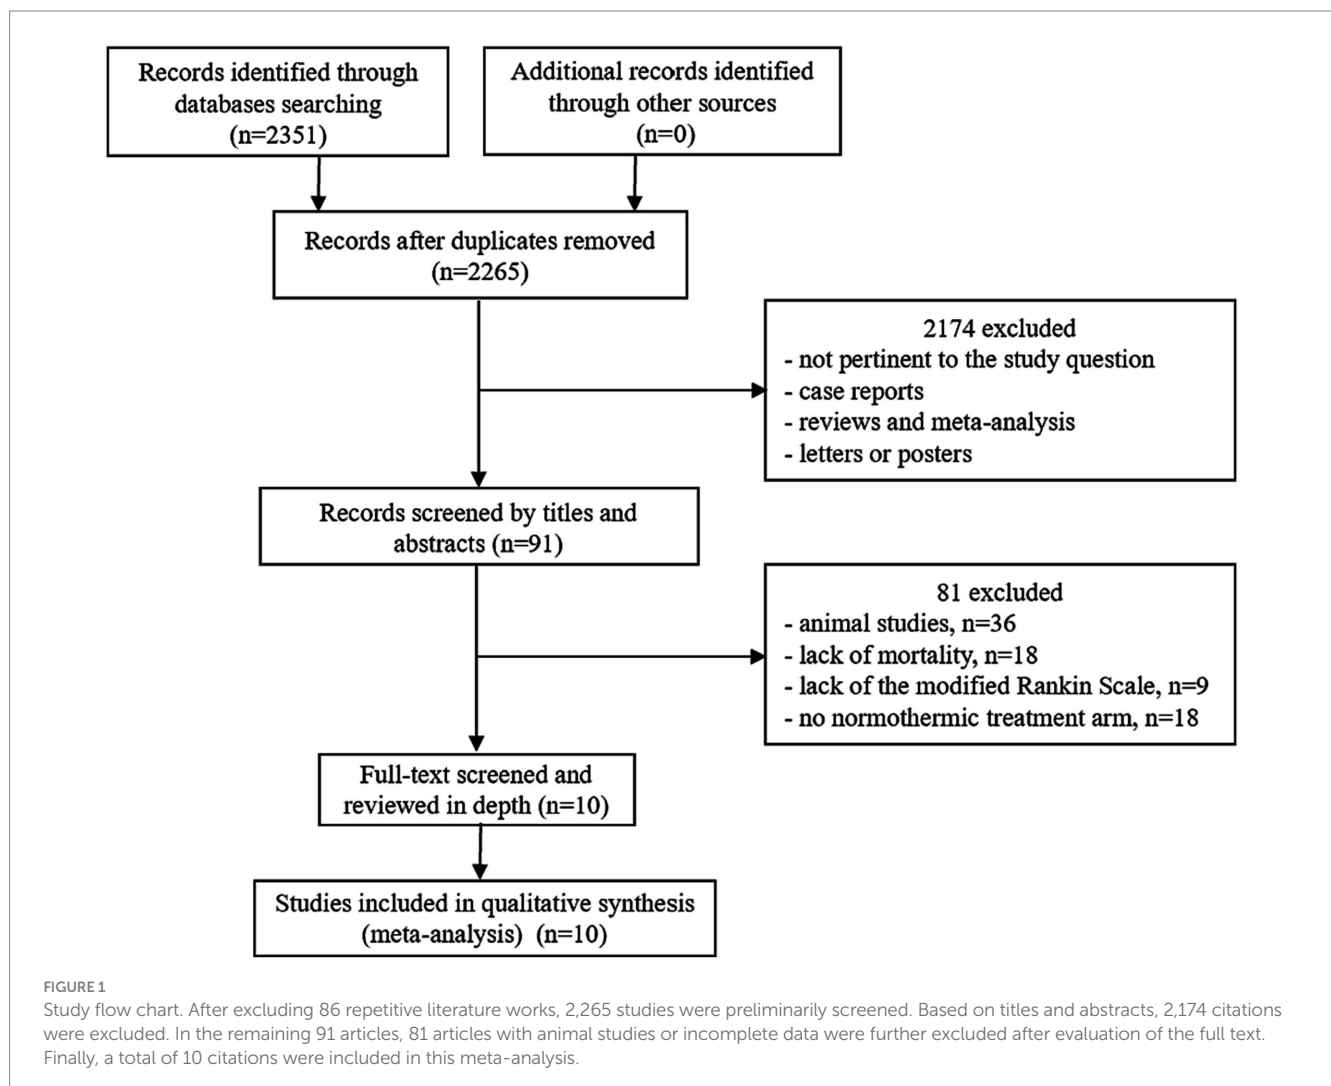 Records identified through
databases searching
(n=2351)
Additional records identified
through other sources
(n=0)
Records after duplicates removed
(n=2265)
2174 excluded
- not pertinent to the study question
- case reports
- reviews and meta-analysis
- letters or posters
Records screened by titles and
abstracts (n=91)
81 excluded
- animal studies, n=36
- lack of mortality, n=18
- lack of the modified Rankin Scale, n=9
- no normothermic treatment arm, n=18
Full-text screened and
reviewed in depth (n=10)
Studies included in qualitative synthesis
(meta-analysis) (n=10)
FIGURE 1
Study flow chart. After excluding 86 repetitive literature works, 2,265 studies were preliminarily screened. Based on titles and abstracts, 2,174 citations
were excluded. In the remaining 91 articles, 81 articles with animal studies or incomplete data were further excluded after evaluation of the full text.
Finally, a total of 10 citations were included in this meta-analysis.